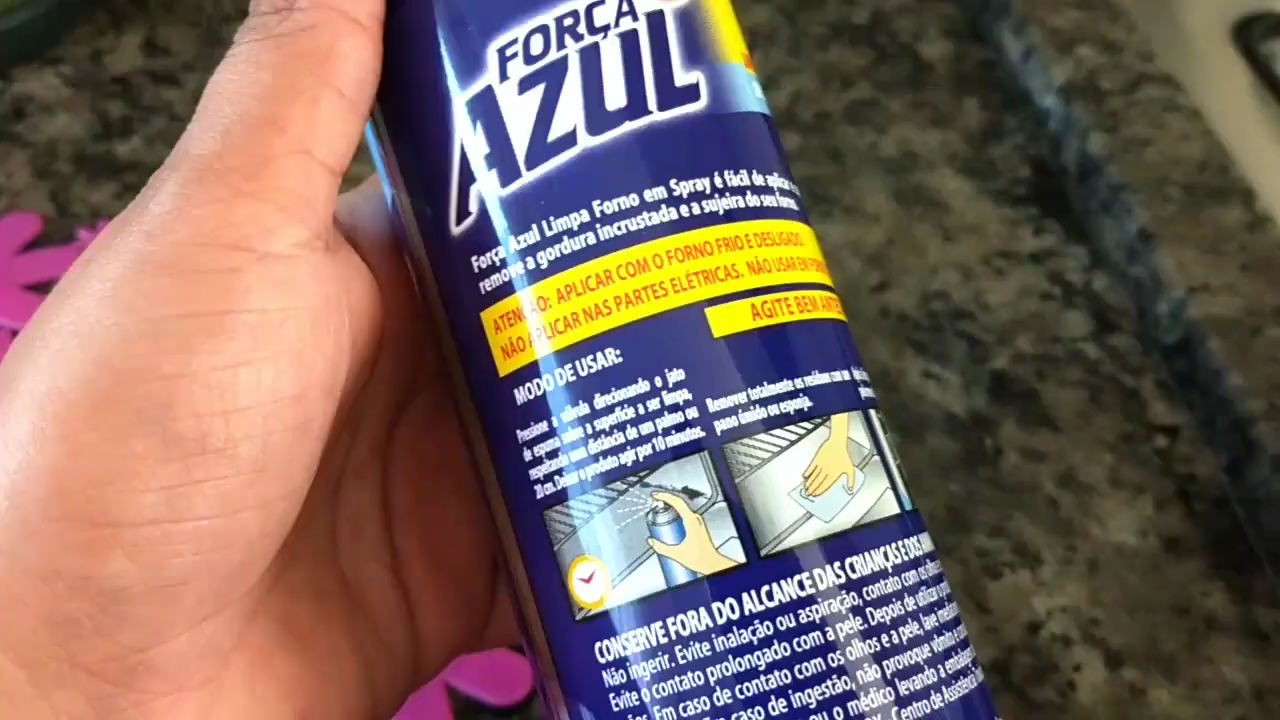 FORÇA
AZUL
Força Azul Limpa Forno em Spray é fácil de aplicar e
remove a gordura incrustada e a sujeira do seu forno.
ATENÇÃO: APLICAR COM O FORNO FRIO E DESLIGADO.
NÃO APLICAR NAS PARTES ELÉTRICAS. NÃO USAR EM
AGITE BEM ANTES
MODO DE USAR:
Pressione a válvula direcionando o jato
de espuma sobre a superfície a ser limpa,
respeitando uma distância de um palmo ou
20 cm. Deixar o produto agir por 10 minutos.
Remover totalmente os resíduos com um
pano úmido ou esponja.
CONSERVE FORA DO ALCANCE DAS CRIANÇAS E DOS
Não ingerir. Evite inalação ou aspiração, contato com os olhos
Evite o contato prolongado com a pele. Depois de utilizar o
Em caso de contato com os olhos e a pele, lave
Em caso de ingestão, não provoque vômito e
ou o médico levando a embalagem
Centro de Assistência